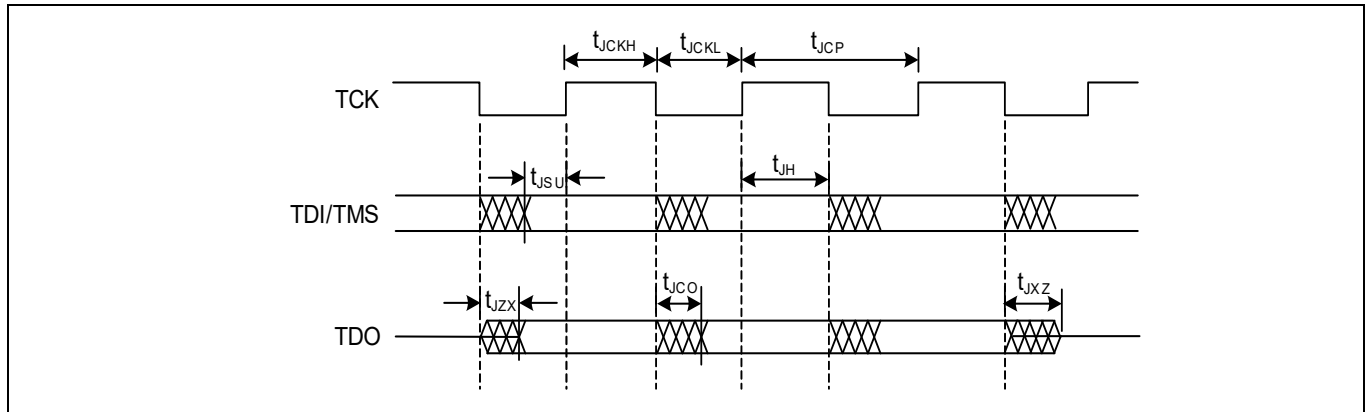 tJCKH tJCKL tJCP
TCK
tJSU tJH
TDI/TMS
tJZX tJCO tJXZ
TDO